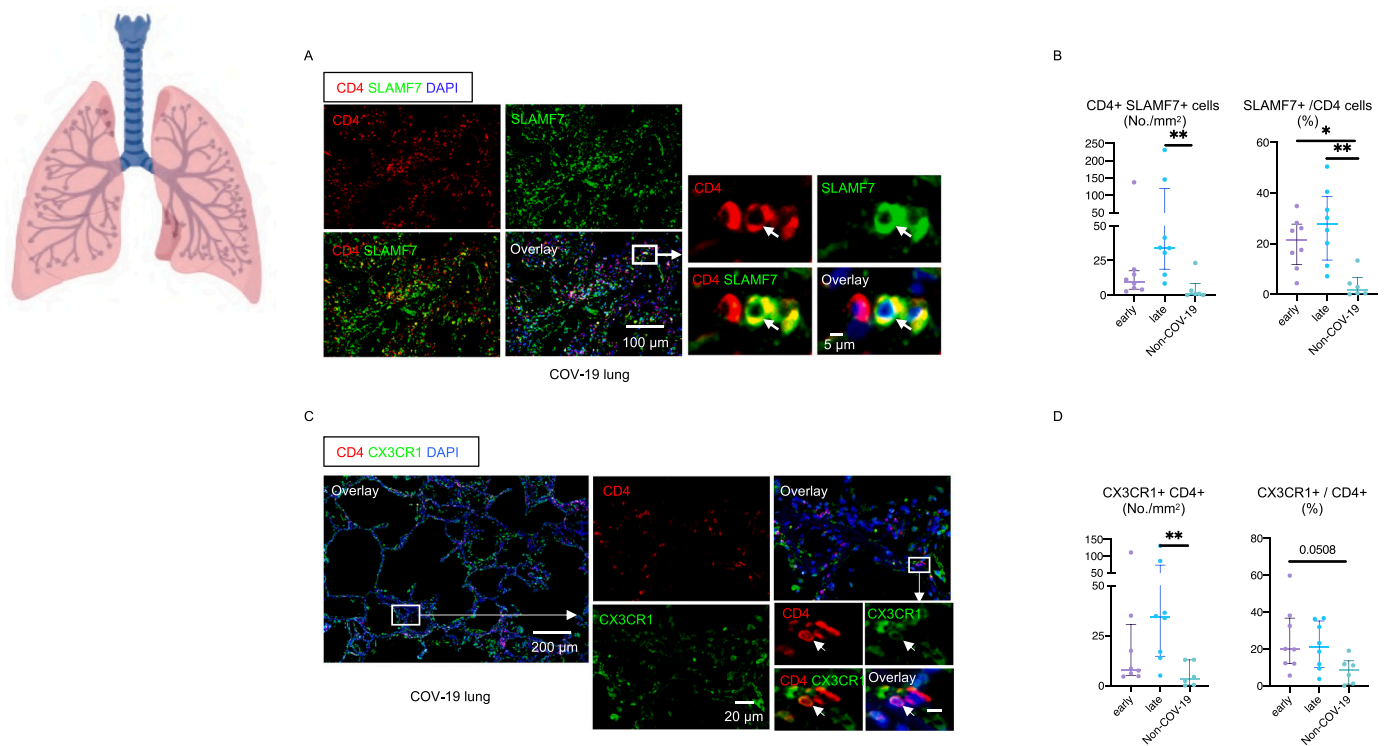 A
CD4 SLAMF7 DAPI
CD4
SLAMF7
CD4 SLAMF7
Overlay
100 µm
CD4
SLAMF7
CD4 SLAMF7
Overlay
5 µm
COV-19 lung
B
CD4+ SLAMF7+ cells
(No./mm²)
**
250
200
150
100
50
50
25
0
early
late
Non-COV-19
SLAMF7+ /CD4 cells
(%)
*
**
60
40
20
0
early
late
Non-COV-19
C
CD4 CX3CR1 DAPI
Overlay
200 µm
COV-19 lung
CD4
CX3CR1
20 µm
Overlay
CD4
CX3CR1
CD4 CX3CR1
Overlay
D
CX3CR1+ CD4+
(No./mm²)
**
150
100
50
50
25
0
early
late
Non-COV-19
CX3CR1+ / CD4+
(%)
0.0508
80
60
40
20
0
early
late
Non-COV-19